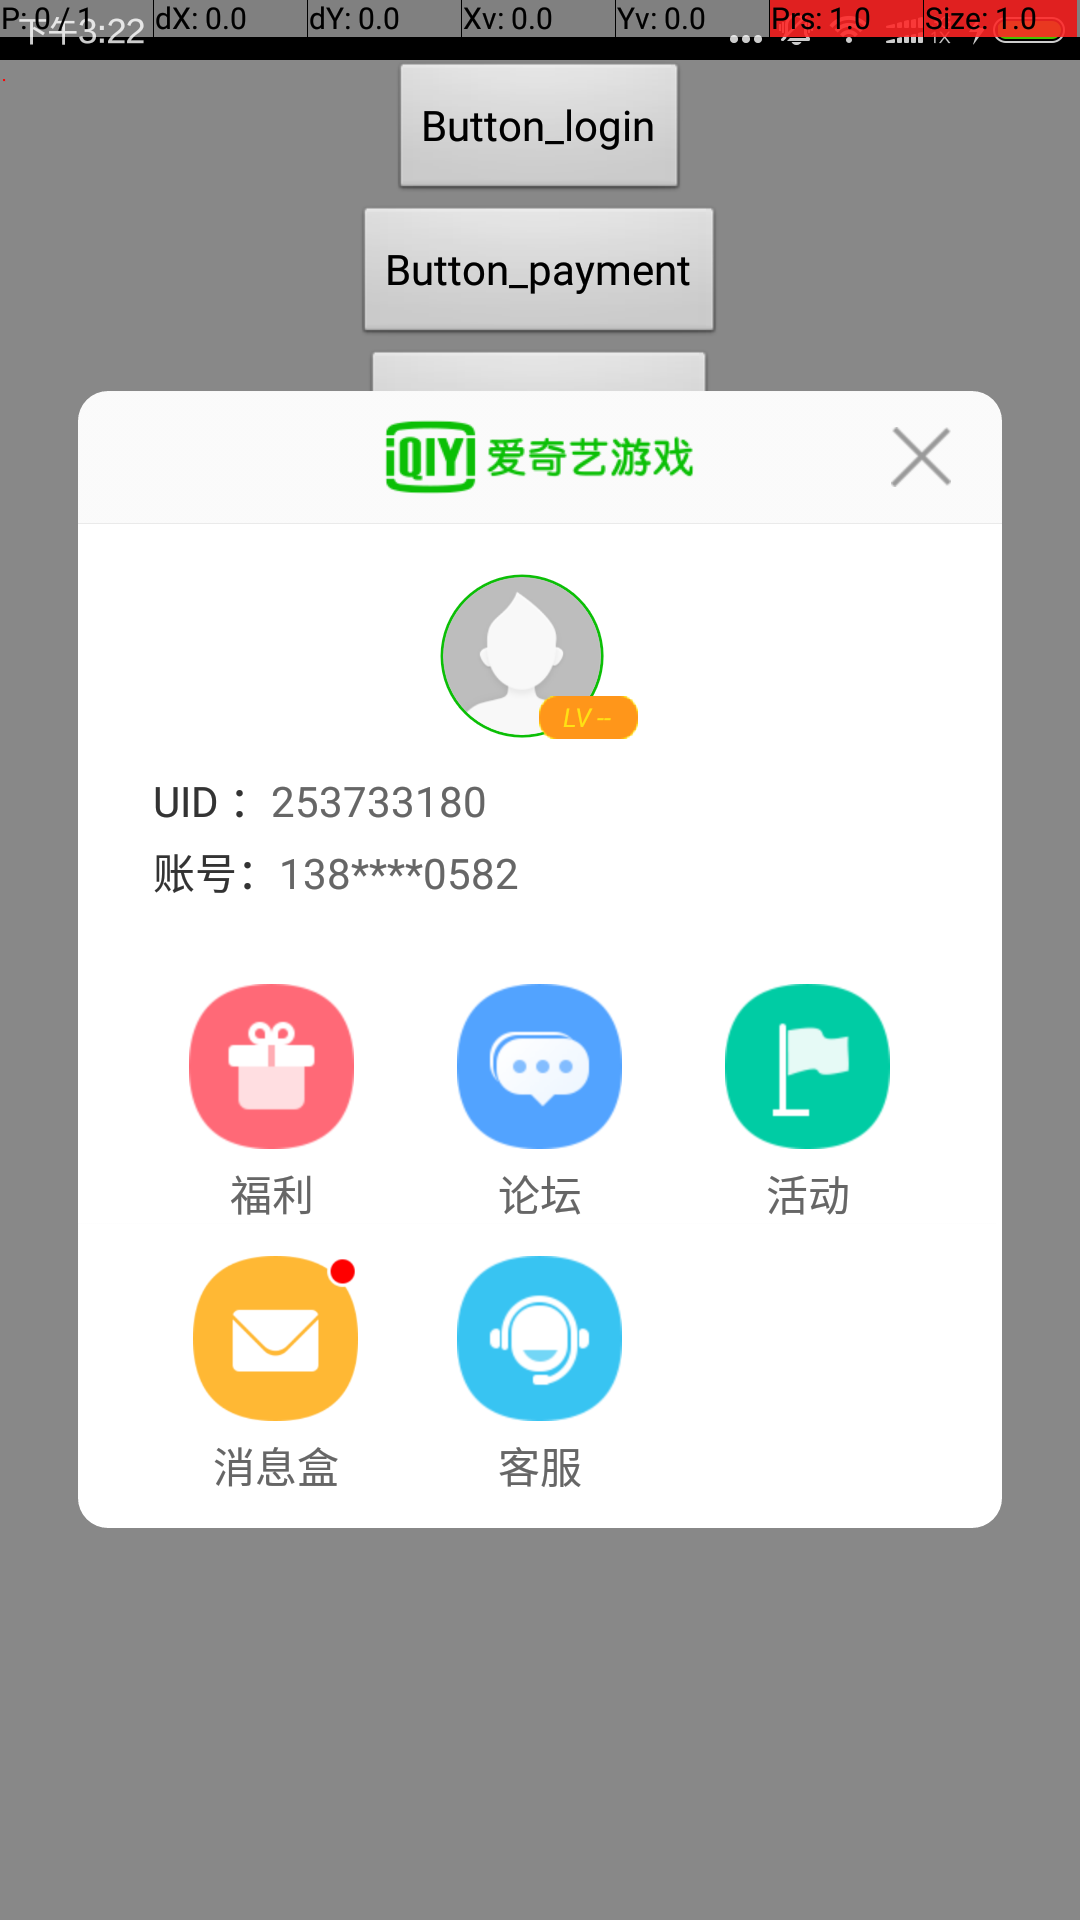 P: 0 / 1 dX: 0.0 dY: 0.0 Xv: 0.0 Yv: 0.0 Prs: 1.0 Size: 1.0
下午3:22
Button_login
Button_payment
iQIYI 爱奇艺游戏
LV --
UID： 253733180
账号： 138****0582
福利 论坛 活动
消息盒 客服